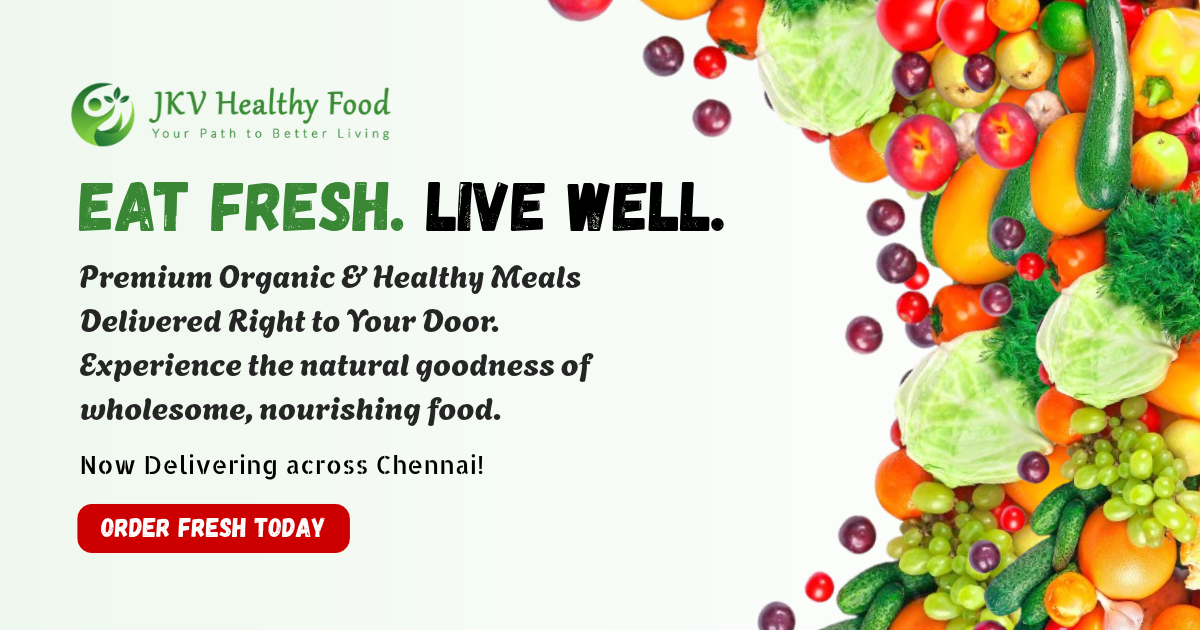 JKV Healthy Food
Your Path to Better Living
EAT FRESH. LIVE WELL.
Premium Organic & Healthy Meals
Delivered Right to Your Door.
Experience the natural goodness of
wholesome, nourishing food.
Now Delivering across Chennai!
ORDER FRESH TODAY